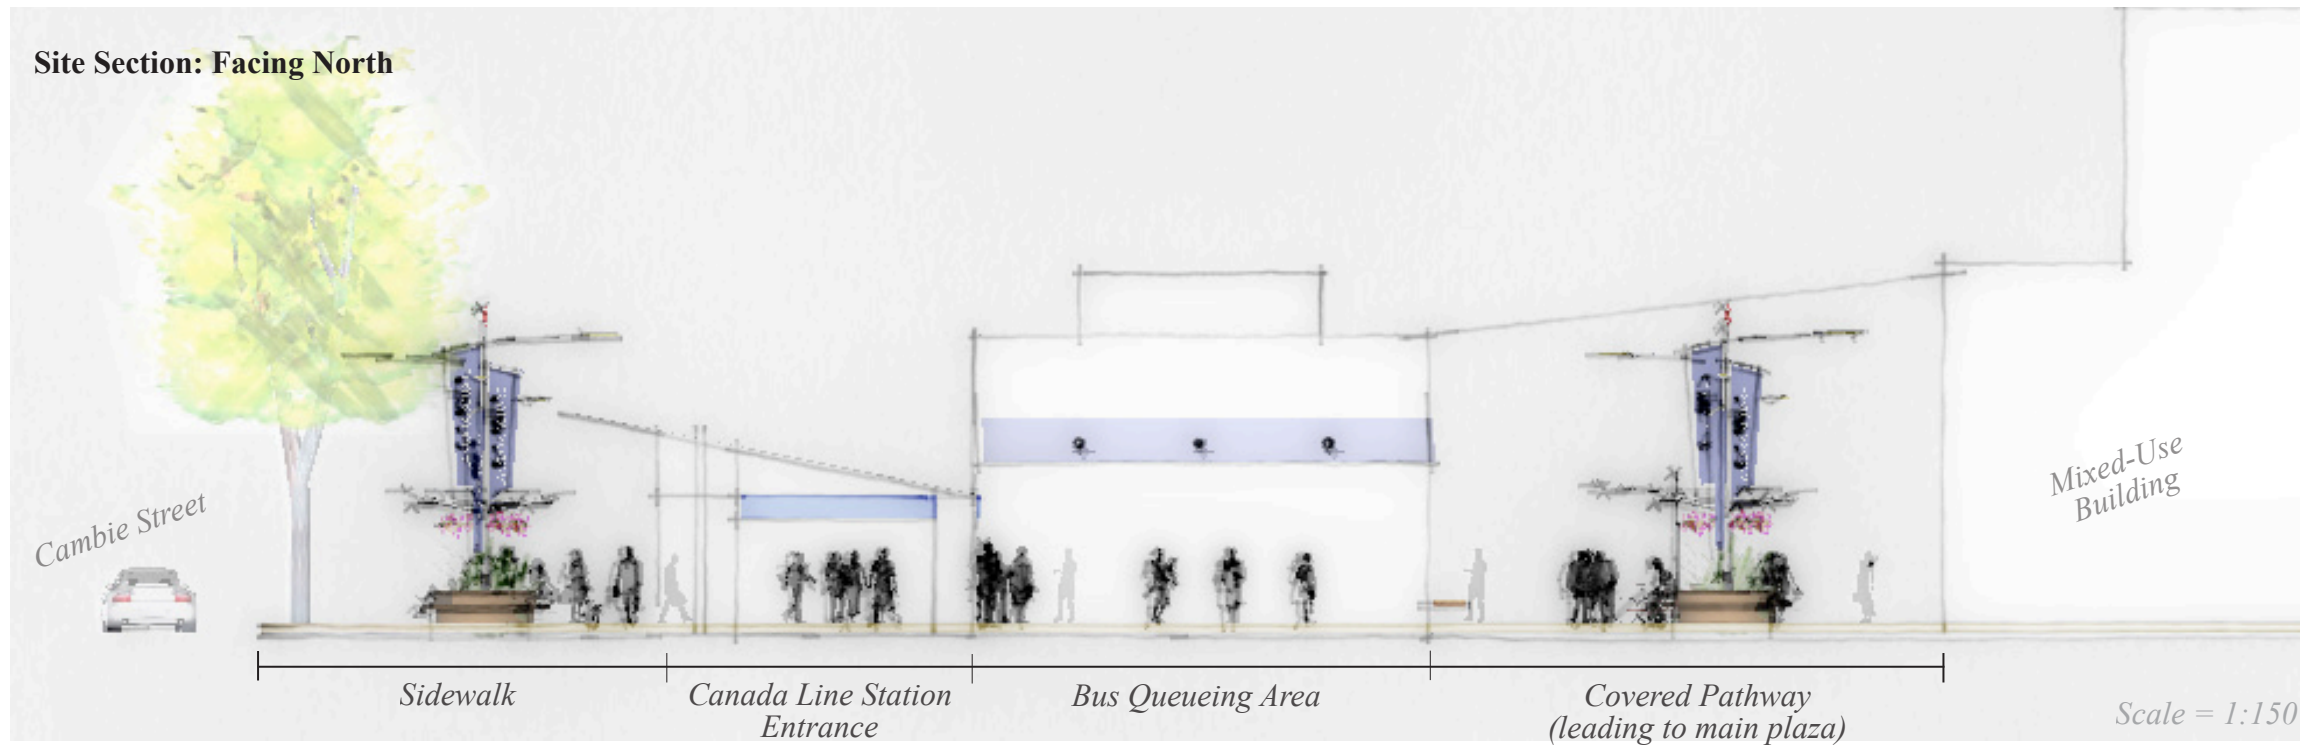 Site Section: Facing North
Cambie Street
Mixed-Use
Building
Sidewalk
Canada Line Station
Entrance
Bus Queueing Area
Covered Pathway
(leading to main plaza)
Scale = 1:150